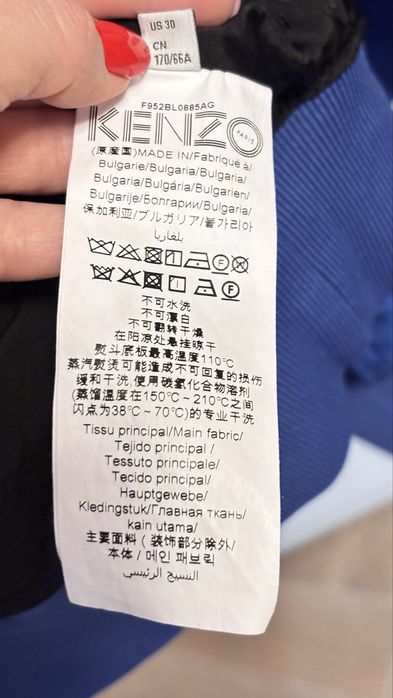 US 30
CN
170/66A
F952BL0885AG
KENZO
PARIS
(原産国)MADE IN/Fabriqué à/
Bulgarie/Bulgaria/Bulgaria/
Bulgaria/Bulgária/Bulgarien/
Bulgarije/Болгарии/Bulgaria/
保加利亚/ブルガリア/불가리아
بلغاريا
P F
F
不可水洗
不可漂白
不可翻转干燥
在阳凉处悬挂晾干
熨斗底板最高温度110℃
蒸汽熨烫可能造成不可回复的损伤
缓和干洗,使用碳氢化合物溶剂
(蒸馏温度在150℃~210℃之间
闪点为38℃~70℃)的专业干洗
Tissu principal/Main fabric/
Tejido principal /
Tessuto principale/
Tecido principal/
Hauptgewebe/
Kledingstuk/Главная ткань/
kain utama/
主要面料(装饰部分除外/
本体/메인 패브릭
النسيج الرئيسي